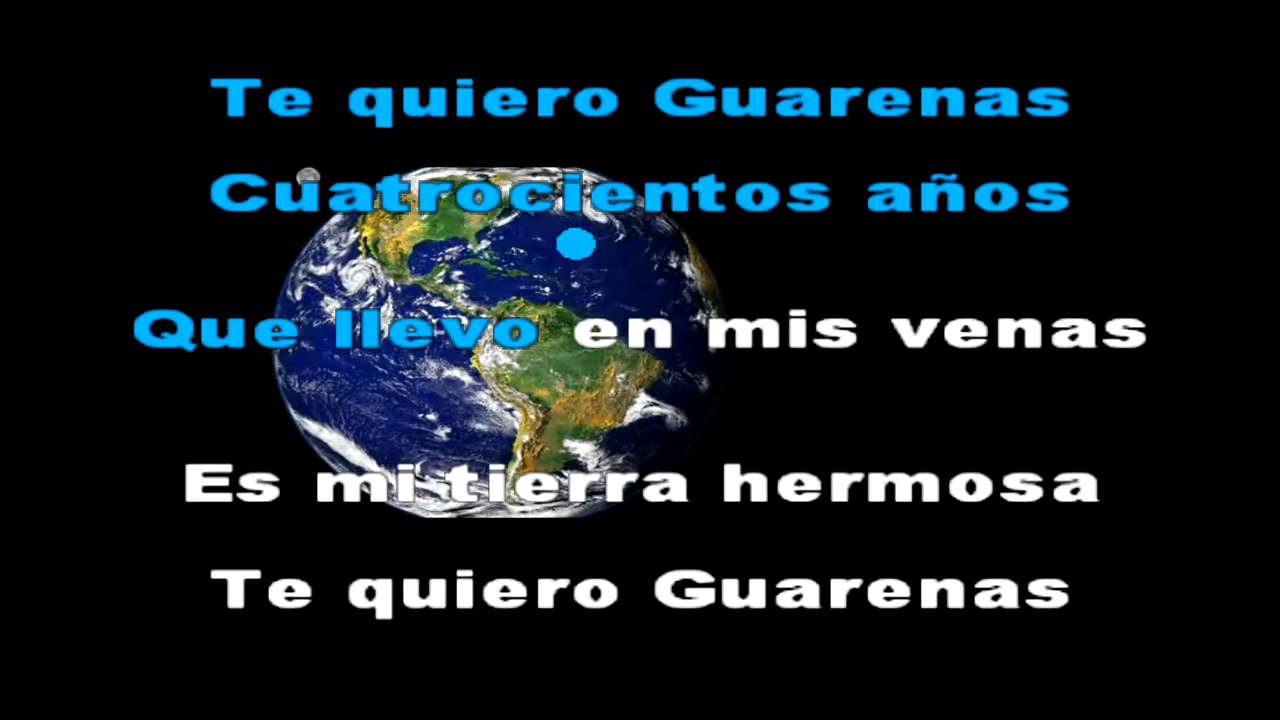 Te quiero Guarenas
Cuatrocientos años
Que llevo en mis venas
Es mi tierra hermosa
Te quiero Guarenas